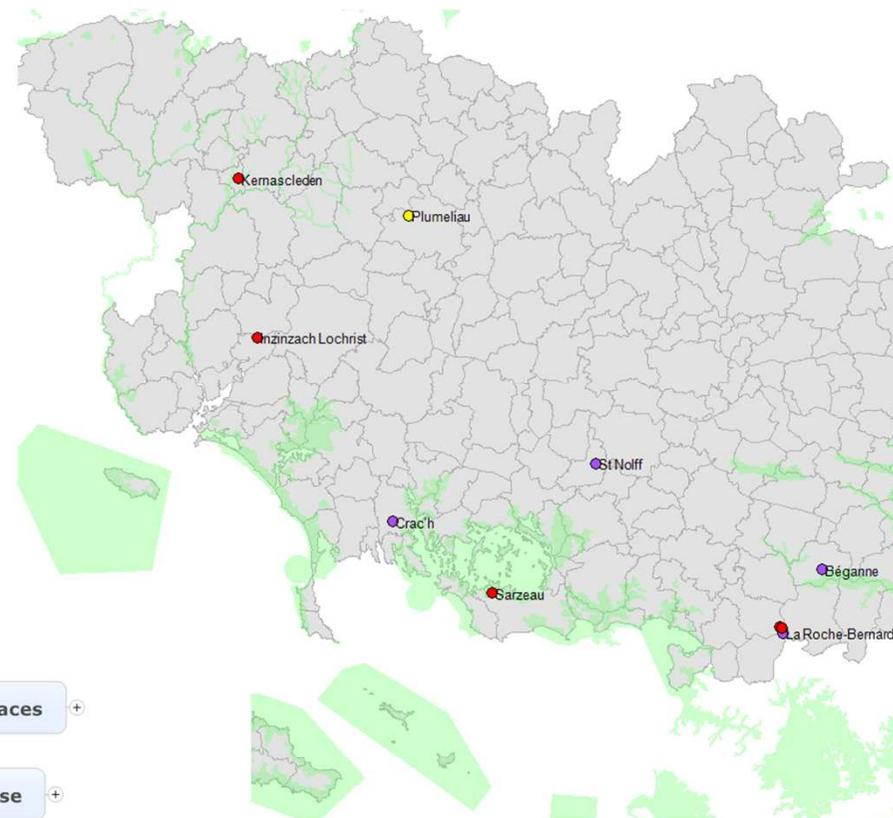 Kernascleden
Plumeliau
Inzinzach Lochrist
St Nolff
Crac'h
Béganne
Sarzeau
La Roche-Bernard
aces
+
se
+